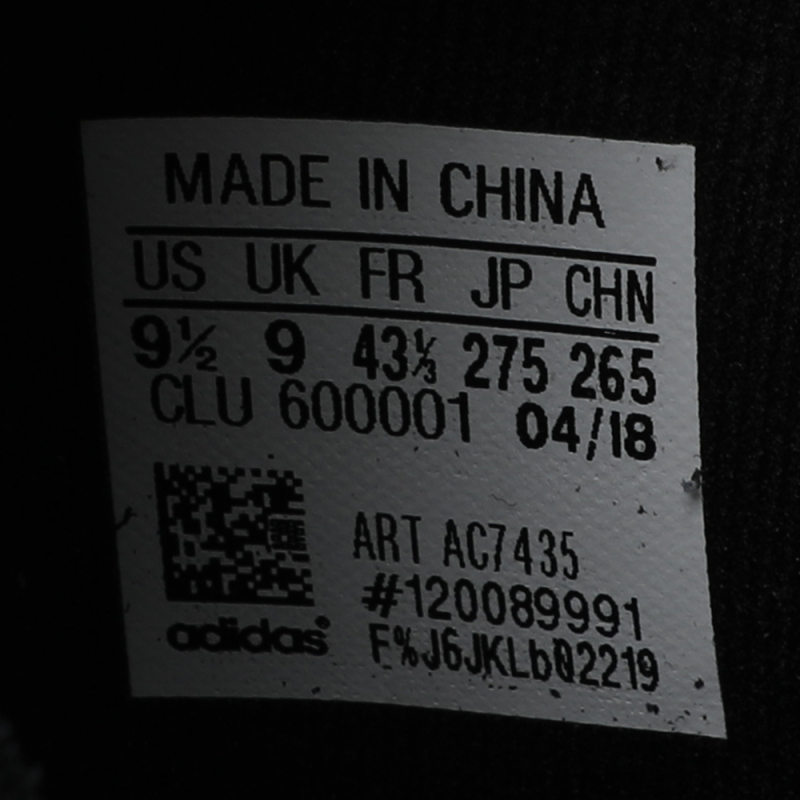 MADE IN CHINA
US UK FR JP CHN
9½ 9 43⅓ 275 265
CLU 600001 04/18
ART AC7435
#120089991
adidas®
F%J6JKLb02219